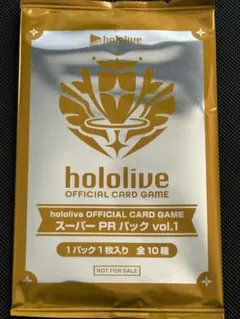 hololive
hololive
OFFICIAL CARD GAME
hololive OFFICIAL CARD GAME
スーパー PR パック vol.1
1パック1枚入り 全10種
NOT FOR SALE